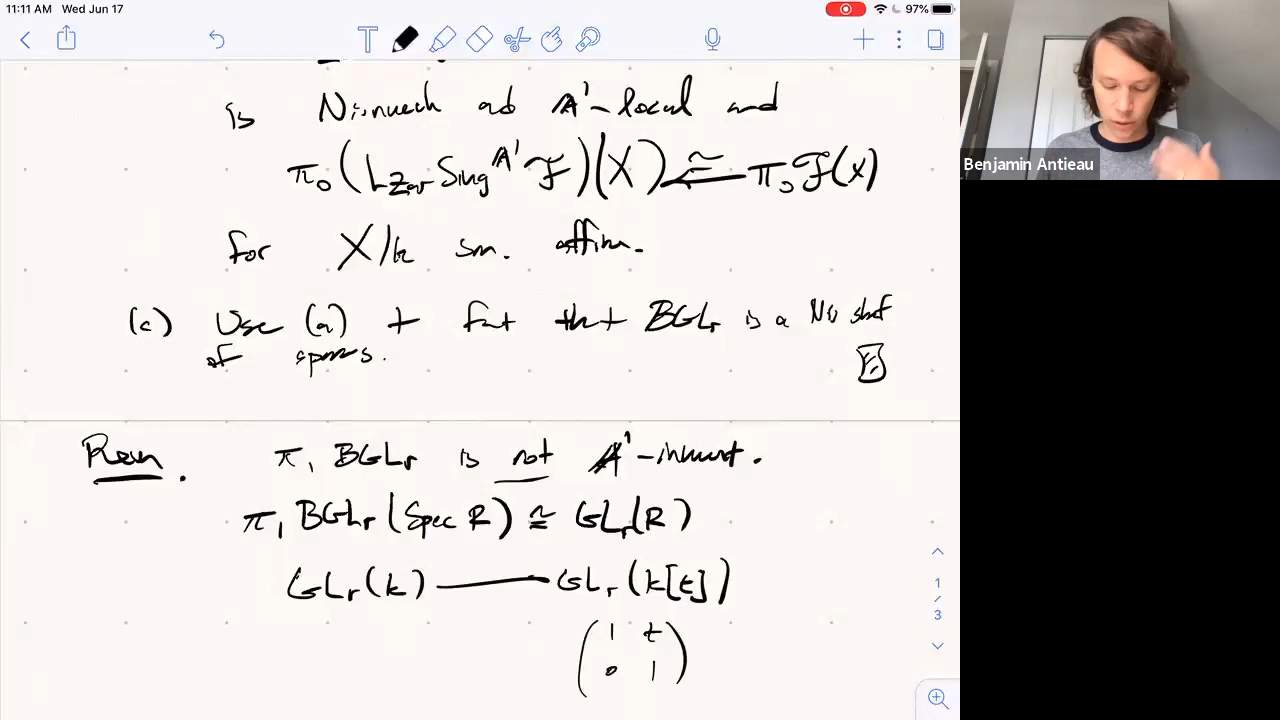 11:11 AM Wed Jun 17
97%
is Nisnevich and A¹-local and
π₀(L_Zar Sing^A¹ ℱ)(X) ≅ π₀ℱ(X)
for X/k sm. affine.
(c) Use (a) + fact that BGLr is a Nis sheaf
of spaces.
Rem. π₁ BGLr is not A¹-invariant.
π₁ BGLr(Spec R) ≅ GLr(R)
GLr(k) —— GLr(k[t])
(1 t
0 1)
1
/
3
Benjamin Antieau